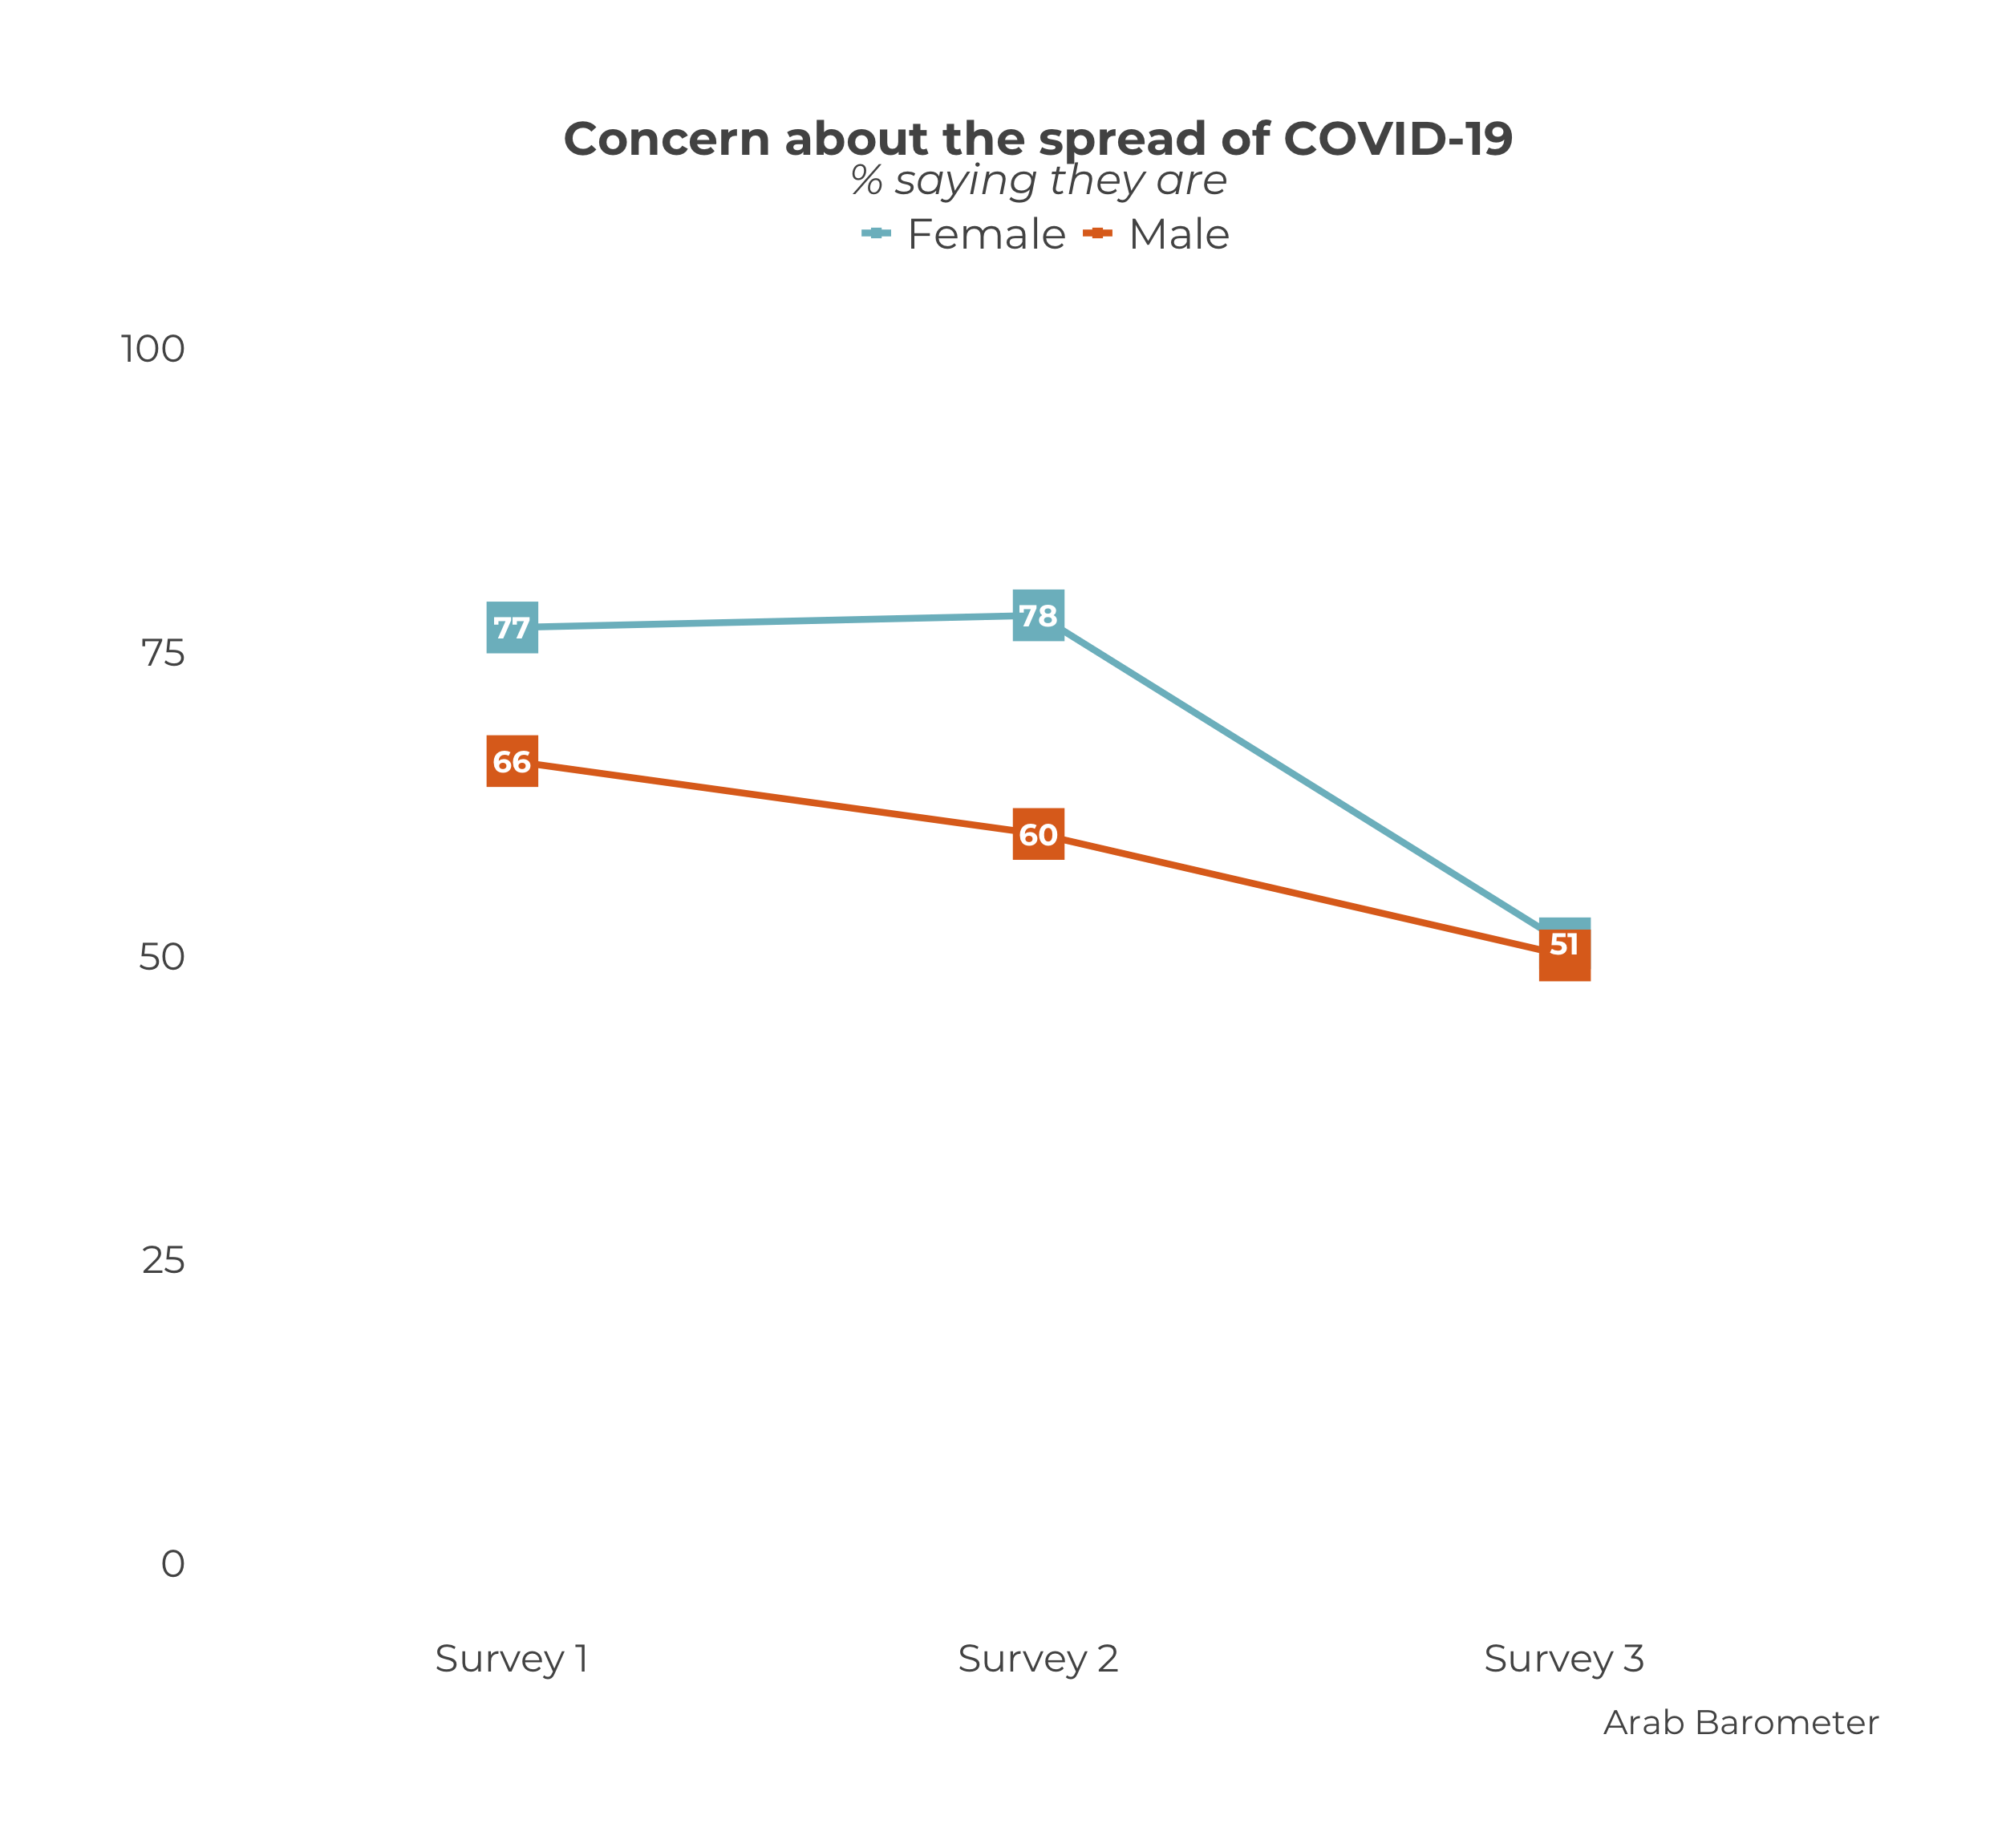 Concern about the spread of COVID-19
% saying they are
Female Male
100
75
50
25
0
77
78
66
60
51
Survey 1 Survey 2 Survey 3
Arab Barometer